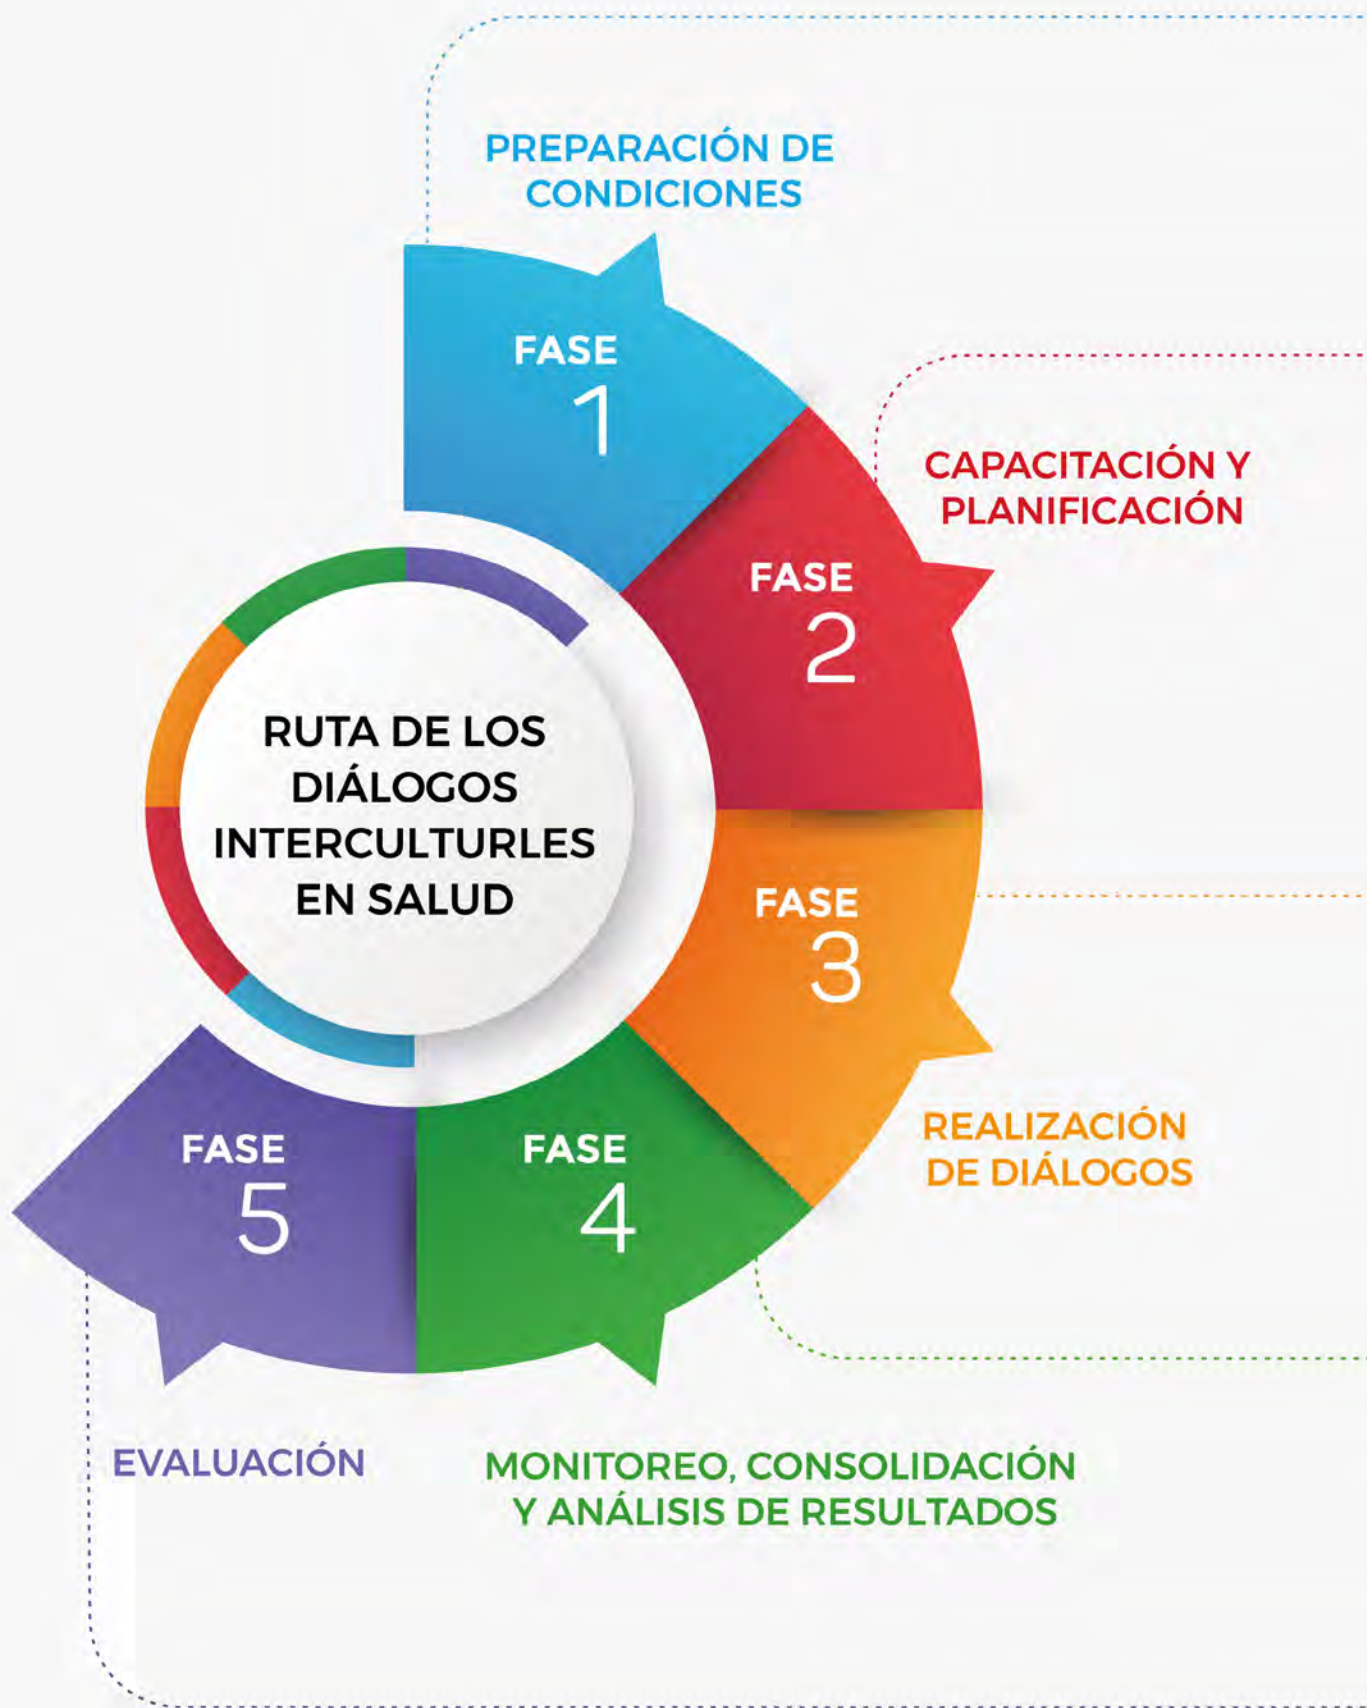 PREPARACIÓN DE
CONDICIONES
FASE
1
CAPACITACIÓN Y
PLANIFICACIÓN
FASE
2
RUTA DE LOS
DIÁLOGOS
INTERCULTURLES
EN SALUD
FASE
3
REALIZACIÓN
DE DIÁLOGOS
FASE
4
MONITOREO, CONSOLIDACIÓN
Y ANÁLISIS DE RESULTADOS
FASE
5
EVALUACIÓN